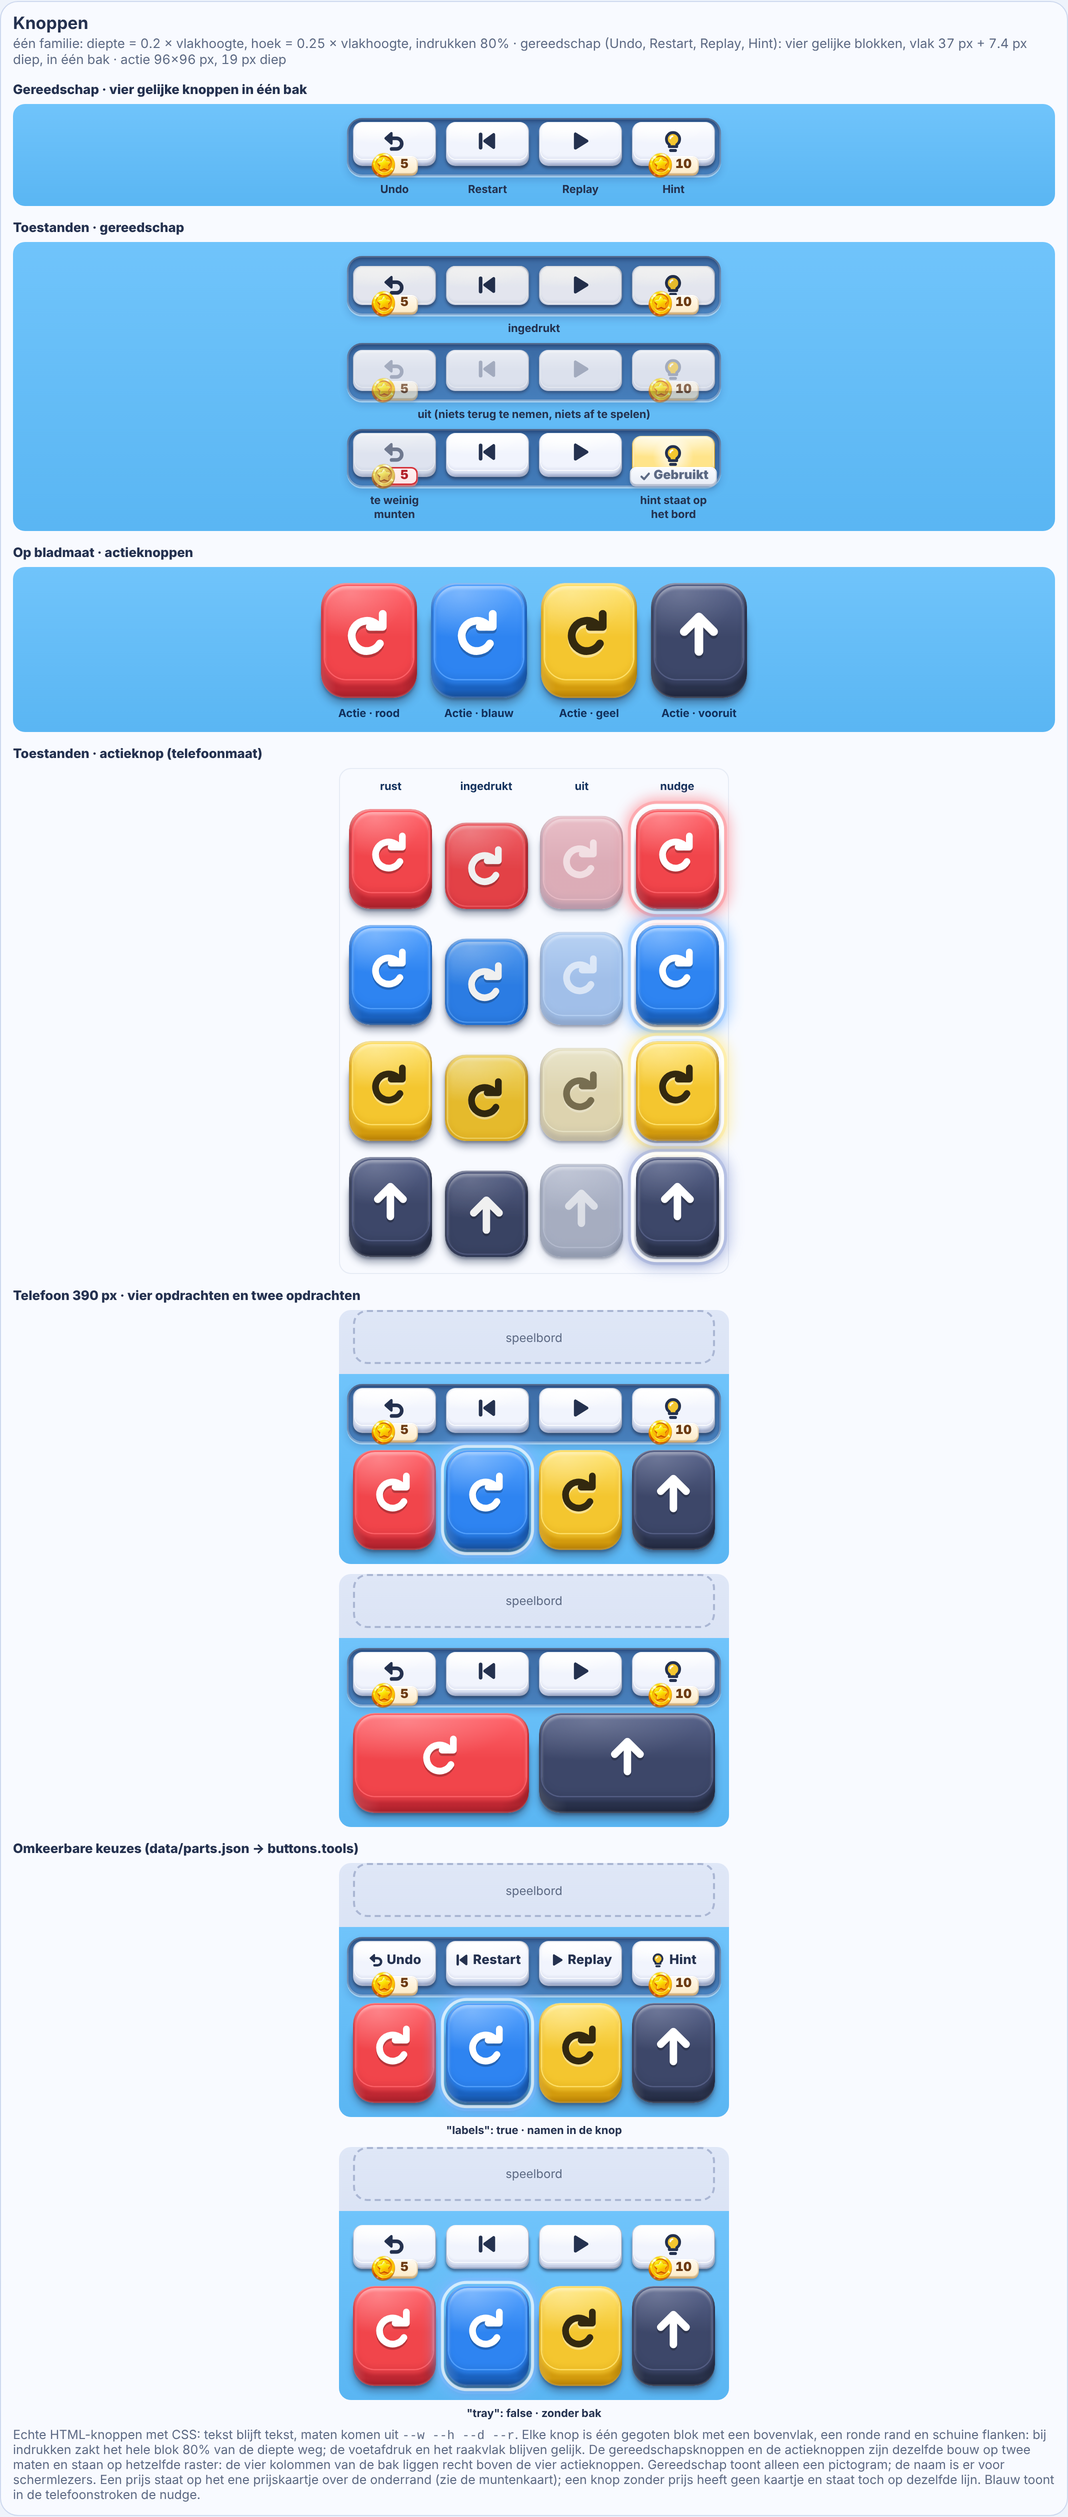 Knoppen
één familie: diepte = 0.2 × vlakhoogte, hoek = 0.25 × vlakhoogte, indrukken 80% · gereedschap (Undo, Restart, Replay, Hint): vier gelijke blokken, vlak 37 px + 7.4 px
diep, in één bak · actie 96×96 px, 19 px diep
Gereedschap · vier gelijke knoppen in één bak
5 10
Undo Restart Replay Hint
Toestanden · gereedschap
5 10
ingedrukt
5 10
uit (niets terug te nemen, niets af te spelen)
5 Gebruikt
te weinig hint staat op
munten het bord
Op bladmaat · actieknoppen
Actie · rood Actie · blauw Actie · geel Actie · vooruit
Toestanden · actieknop (telefoonmaat)
rust ingedrukt uit nudge
Telefoon 390 px · vier opdrachten en twee opdrachten
speelbord
5 10
speelbord
5 10
Omkeerbare keuzes (data/parts.json → buttons.tools)
speelbord
Undo Restart Replay Hint
5 10
"labels": true · namen in de knop
speelbord
5 10
"tray": false · zonder bak
Echte HTML-knoppen met CSS: tekst blijft tekst, maten komen uit --w --h --d --r. Elke knop is één gegoten blok met een bovenvlak, een ronde rand en schuine flanken: bij
indrukken zakt het hele blok 80% van de diepte weg; de voetafdruk en het raakvlak blijven gelijk. De gereedschapsknoppen en de actieknoppen zijn dezelfde bouw op twee
maten en staan op hetzelfde raster: de vier kolommen van de bak liggen recht boven de vier actieknoppen. Gereedschap toont alleen een pictogram; de naam is er voor
schermlezers. Een prijs staat op het ene prijskaartje over de onderrand (zie de muntenkaart); een knop zonder prijs heeft geen kaartje en staat toch op dezelfde lijn. Blauw toont
in de telefoonstroken de nudge.